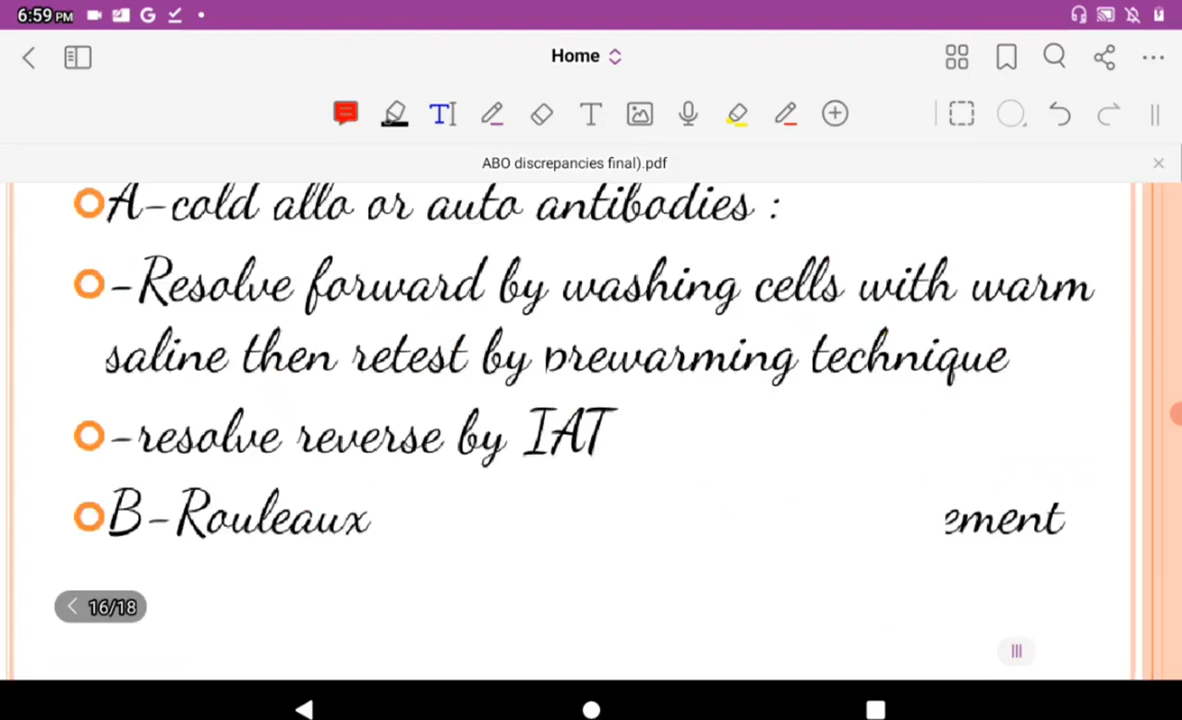 6:59 PM
Home
ABO discrepancies final).pdf
A-cold allo or auto antibodies :
-Resolve forward by washing cells with warm
saline then retest by prewarming technique
-resolve reverse by IAT
B-Rouleaux ement
16/18